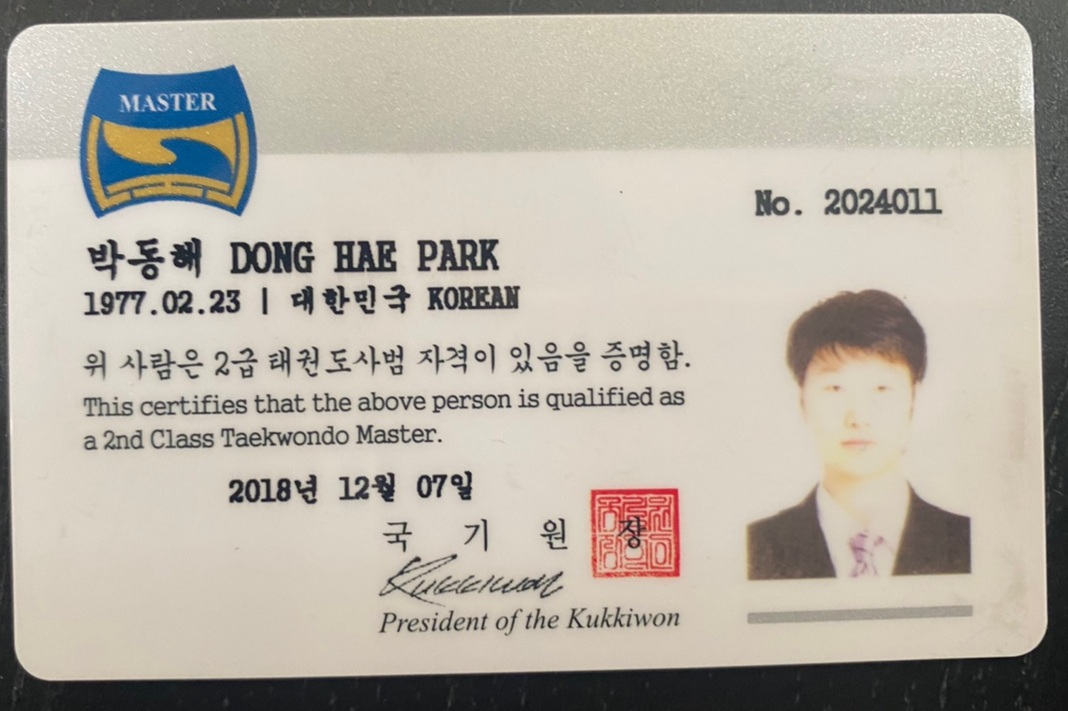 MASTER
No. 2024011
박동해 DONG HAE PARK
1977.02.23 | 대한민국 KOREAN
위 사람은 2급 태권도사범 자격이 있음을 증명함.
This certifies that the above person is qualified as
a 2nd Class Taekwondo Master.
2018년 12월 07일
국 기 원 장
Kukkiwon
President of the Kukkiwon